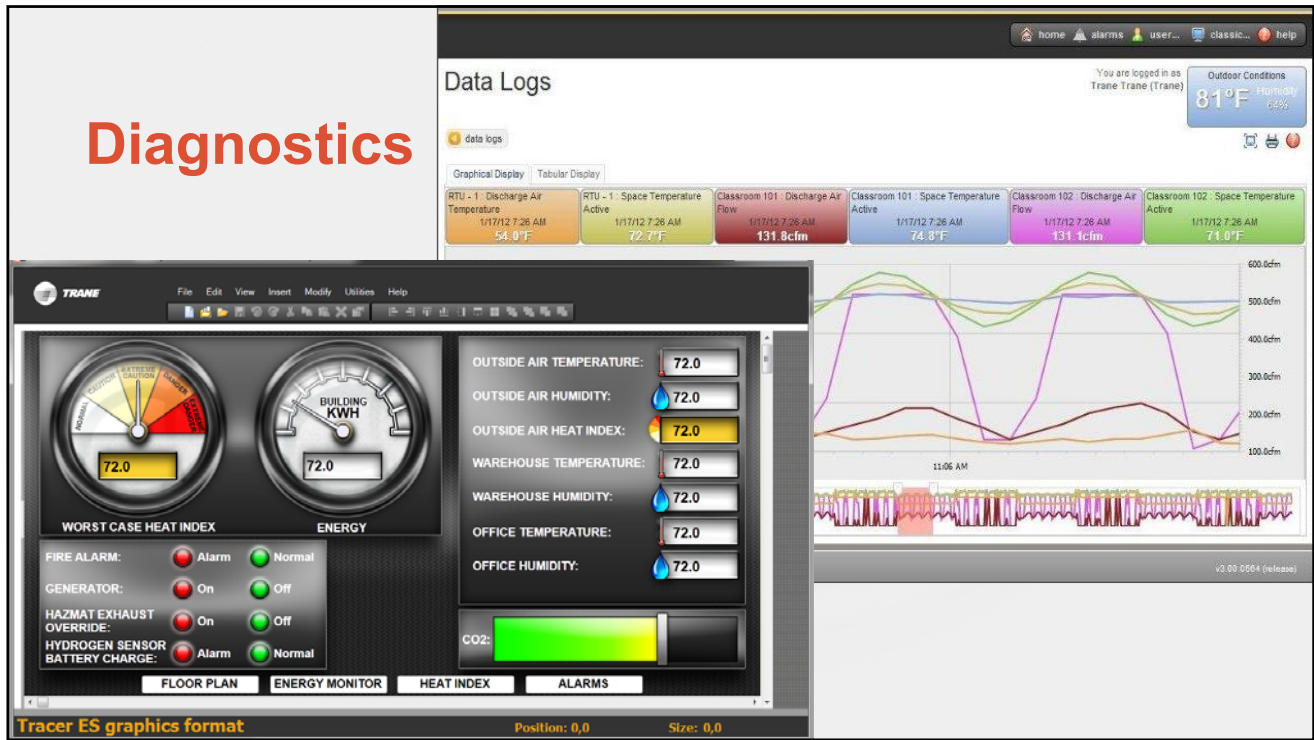 Diagnostics
home alarms user... classic... help
Data Logs
You are logged in as
Trane Trane (Trane)
Outdoor Conditions
81°F Humidity
64%
data logs
Graphical Display Tabular Display
RTU - 1 : Discharge Air
Temperature
1/17/12 7:26 AM
54.0°F
RTU - 1 : Space Temperature
Active
1/17/12 7:26 AM
72.7°F
Classroom 101 : Discharge Air
Flow
1/17/12 7:26 AM
131.8cfm
Classroom 101 : Space Temperature
Active
1/17/12 7:26 AM
74.8°F
Classroom 102 : Discharge Air
Flow
1/17/12 7:26 AM
131.1cfm
Classroom 102 : Space Temperature
Active
1/17/12 7:26 AM
71.0°F
600.0cfm
500.0cfm
400.0cfm
300.0cfm
200.0cfm
100.0cfm
11:06 AM
v3.00.0564 (release)
TRANE
File Edit View Insert Modify Utilities Help
NORMAL
CAUTION
EXTREME
CAUTION
DANGER
EXTREME
DANGER
72.0
WORST CASE HEAT INDEX
BUILDING
KWH
72.0
ENERGY
OUTSIDE AIR TEMPERATURE: 72.0
OUTSIDE AIR HUMIDITY: 72.0
OUTSIDE AIR HEAT INDEX: 72.0
WAREHOUSE TEMPERATURE: 72.0
WAREHOUSE HUMIDITY: 72.0
OFFICE TEMPERATURE: 72.0
OFFICE HUMIDITY: 72.0
FIRE ALARM: Alarm Normal
GENERATOR: On Off
HAZMAT EXHAUST
OVERRIDE: On Off
HYDROGEN SENSOR
BATTERY CHARGE: Alarm Normal
CO2:
FLOOR PLAN ENERGY MONITOR HEAT INDEX ALARMS
Tracer ES graphics format Position: 0,0 Size: 0,0